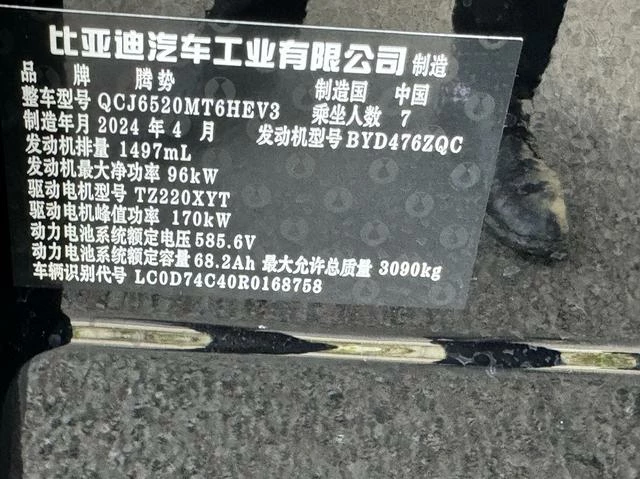 比亚迪汽车工业有限公司 制造
品 牌 腾势 制造国 中国
整车型号 QCJ6520MT6HEV3 乘坐人数 7
制造年月 2024 年 4 月 发动机型号 BYD476ZQC
发动机排量 1497mL
发动机最大净功率 96kW
驱动电机型号 TZ220XYT
驱动电机峰值功率 170kW
动力电池系统额定电压 585.6V
动力电池系统额定容量 68.2Ah 最大允许总质量 3090kg
车辆识别代号 LC0D74C40R0168758